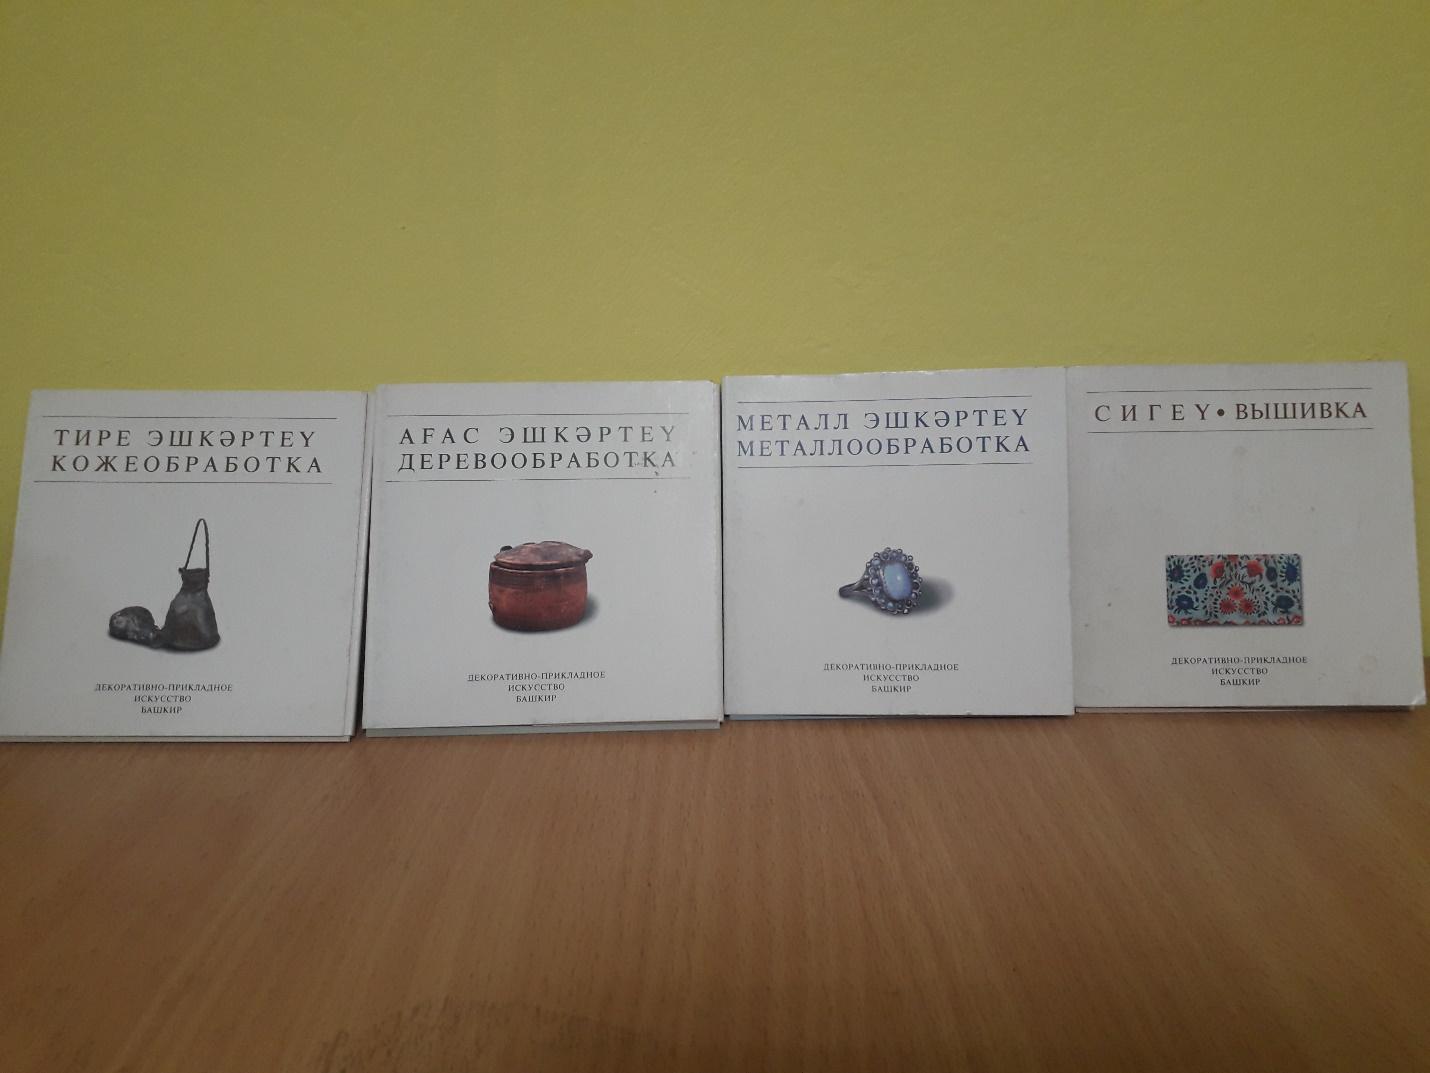 ТИРЕ ЭШКӘРТЕҮ
КОЖЕОБРАБОТКА
ДЕКОРАТИВНО-ПРИКЛАДНОЕ
ИСКУССТВО
БАШКИР
АҒАС ЭШКӘРТЕҮ
ДЕРЕВООБРАБОТКА
ДЕКОРАТИВНО-ПРИКЛАДНОЕ
ИСКУССТВО
БАШКИР
МЕТАЛЛ ЭШКӘРТЕҮ
МЕТАЛЛООБРАБОТКА
ДЕКОРАТИВНО-ПРИКЛАДНОЕ
ИСКУССТВО
БАШКИР
СИГЕҮ • ВЫШИВКА
ДЕКОРАТИВНО-ПРИКЛАДНОЕ
ИСКУССТВО
БАШКИР